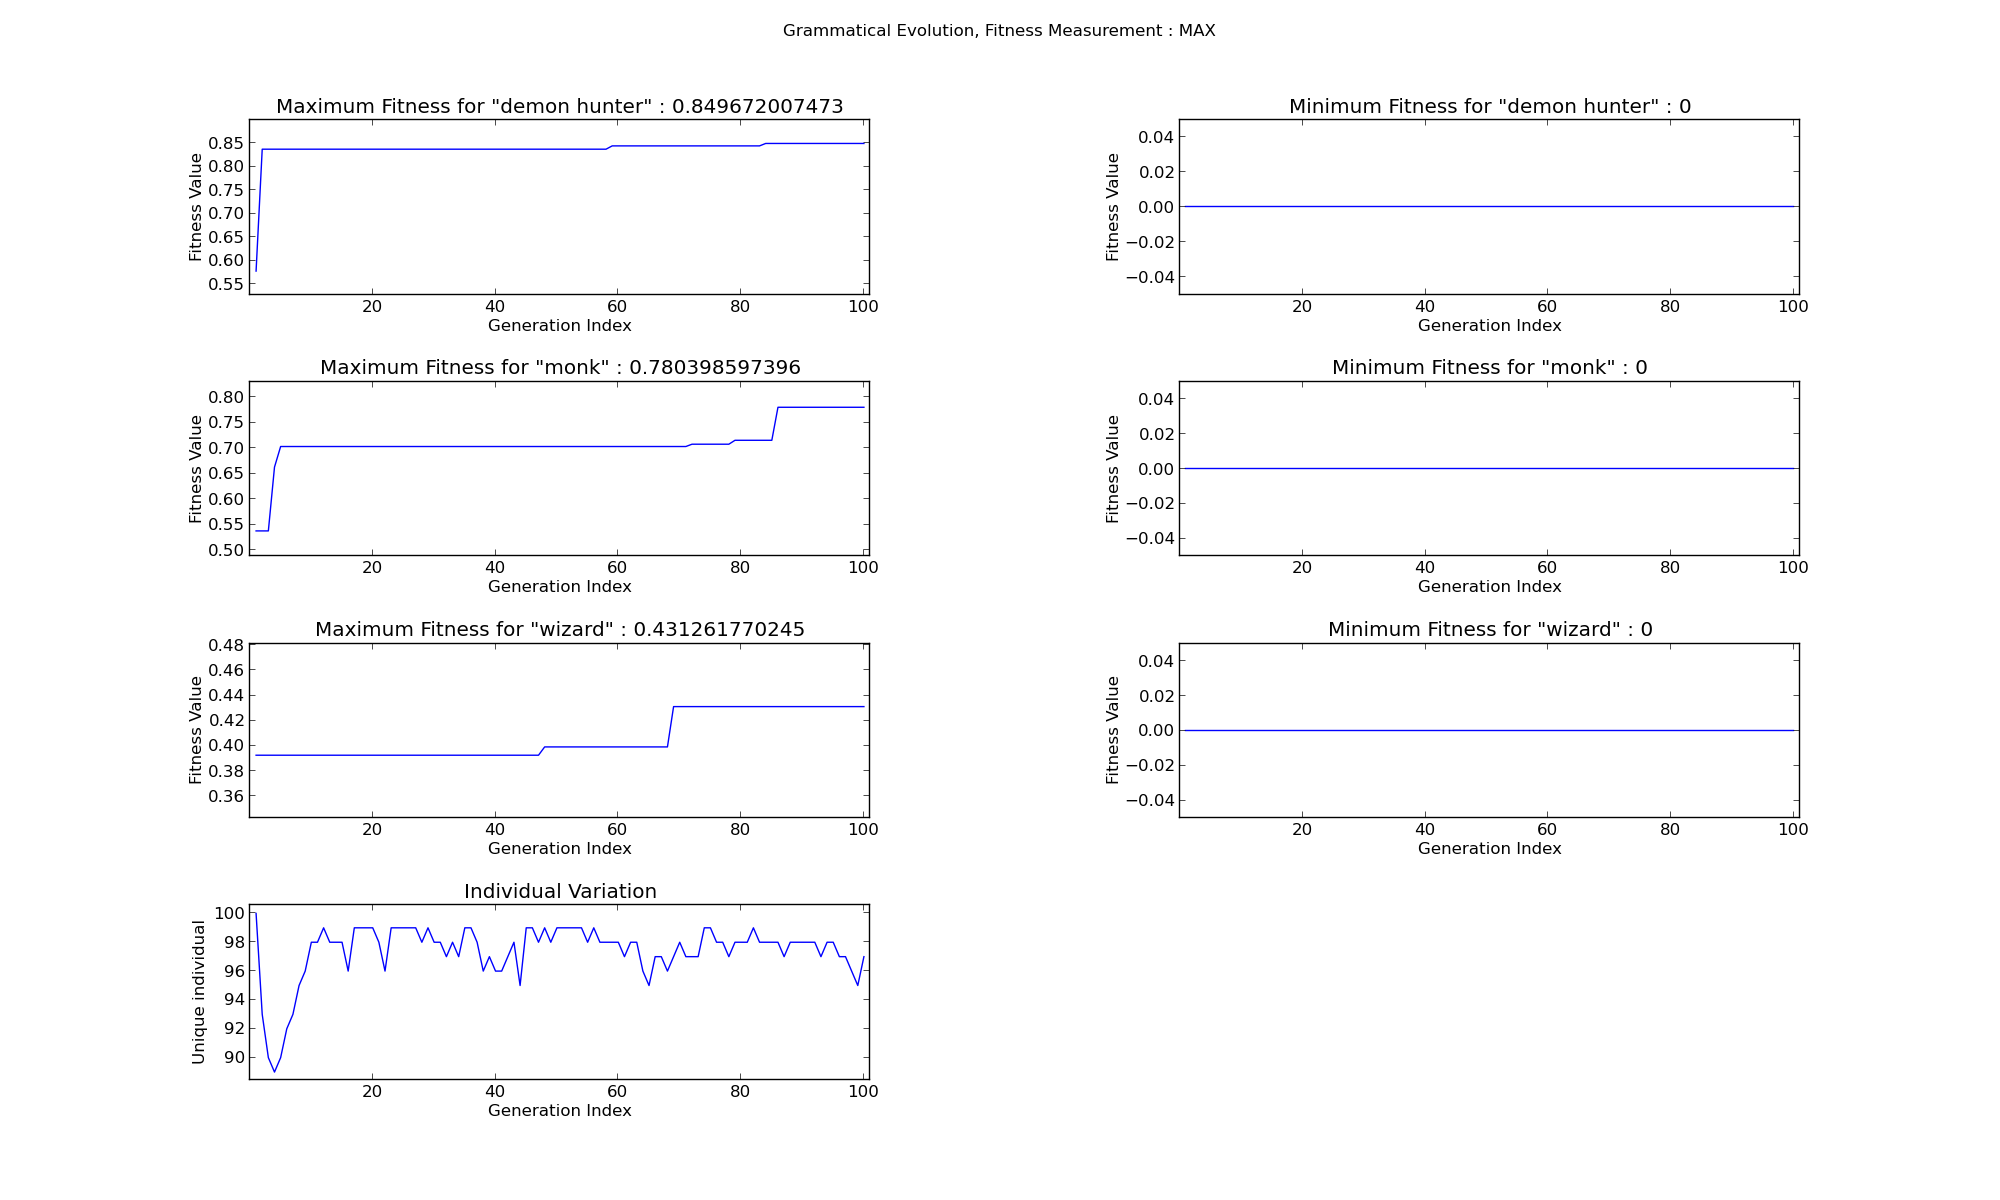 Grammatical Evolution, Fitness Measurement : MAX
Maximum Fitness for "demon hunter" : 0.849672007473
Fitness Value
0.85
0.80
0.75
0.70
0.65
0.60
0.55
20 40 60 80 100
Generation Index
Minimum Fitness for "demon hunter" : 0
Fitness Value
0.04
0.02
0.00
−0.02
−0.04
20 40 60 80 100
Generation Index
Maximum Fitness for "monk" : 0.780398597396
Fitness Value
0.80
0.75
0.70
0.65
0.60
0.55
0.50
20 40 60 80 100
Generation Index
Minimum Fitness for "monk" : 0
Fitness Value
0.04
0.02
0.00
−0.02
−0.04
20 40 60 80 100
Generation Index
Maximum Fitness for "wizard" : 0.431261770245
Fitness Value
0.48
0.46
0.44
0.42
0.40
0.38
0.36
20 40 60 80 100
Generation Index
Minimum Fitness for "wizard" : 0
Fitness Value
0.04
0.02
0.00
−0.02
−0.04
20 40 60 80 100
Generation Index
Individual Variation
Unique individual
100
98
96
94
92
90
20 40 60 80 100
Generation Index